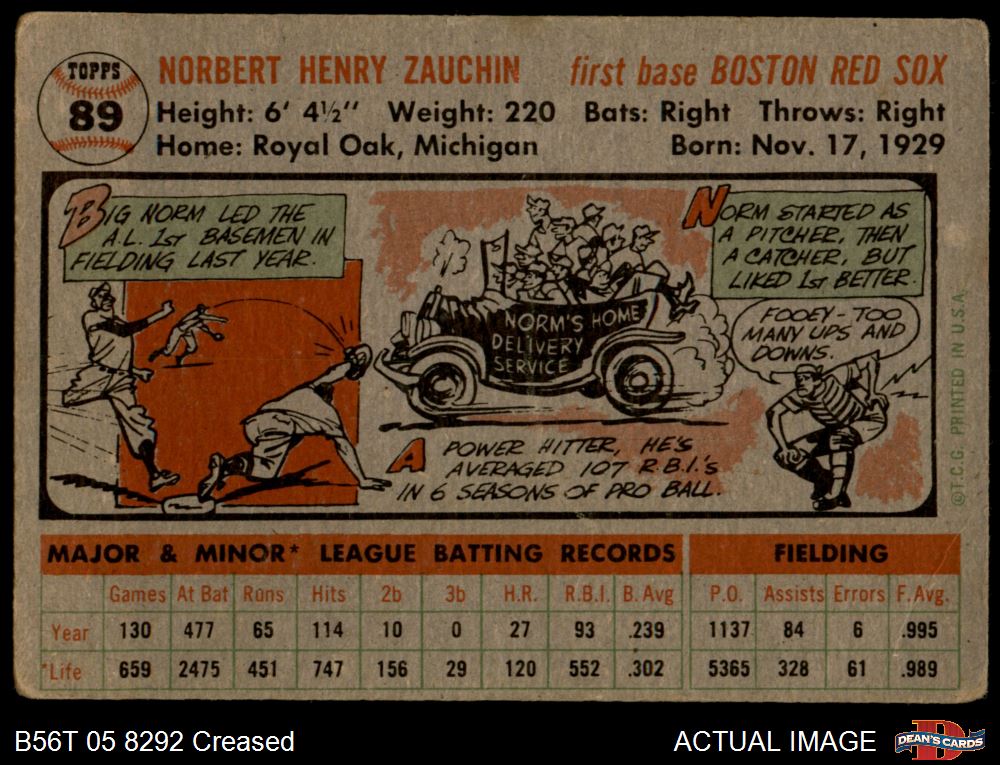 TOPPS
89
NORBERT HENRY ZAUCHIN first base BOSTON RED SOX
Height: 6' 4½" Weight: 220 Bats: Right Throws: Right
Home: Royal Oak, Michigan Born: Nov. 17, 1929
BIG NORM LED THE
A.L. 1ST BASEMEN IN
FIELDING LAST YEAR.
NORM'S HOME
DELIVERY
SERVICE
A POWER HITTER, HE'S
AVERAGED 107 R.B.I.'S
IN 6 SEASONS OF PRO BALL.
NORM STARTED AS
A PITCHER, THEN
A CATCHER, BUT
LIKED 1ST BETTER.
FOOEY - TOO
MANY UPS AND
DOWNS.
©T.C.G. PRINTED IN U.S.A.
MAJOR & MINOR* LEAGUE BATTING RECORDS FIELDING
Games At Bat Runs Hits 2b 3b H.R. R.B.I. B. Avg P.O. Assists Errors F. Avg.
Year 130 477 65 114 10 0 27 93 .239 1137 84 6 .995
*Life 659 2475 451 747 156 29 120 552 .302 5365 328 61 .989
B56T 05 8292 Creased ACTUAL IMAGE
D
DEAN'S CARDS